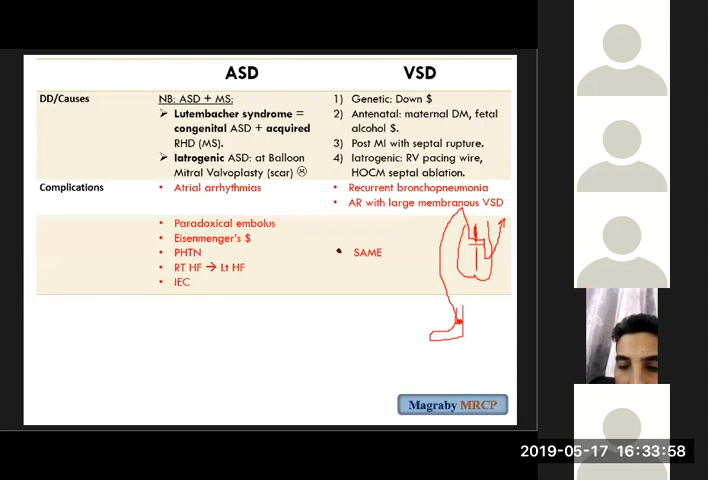 ASD VSD
DD/Causes
NB: ASD + MS:
➢ Lutembacher syndrome =
congenital ASD + acquired
RHD (MS).
➢ Iatrogenic ASD: at Balloon
Mitral Valvoplasty (scar) ☹
1) Genetic: Down $
2) Antenatal: maternal DM, fetal
alcohol $.
3) Post MI with septal rupture.
4) Iatrogenic: RV pacing wire,
HOCM septal ablation.
Complications
• Atrial arrhythmias
• Recurrent bronchopneumonia
• AR with large membranous VSD
• Paradoxical embolus
• Eisenmenger's $
• PHTN
• RT HF → Lt HF
• IEC
• SAME
Magraby MRCP
2019-05-17 16:33:58